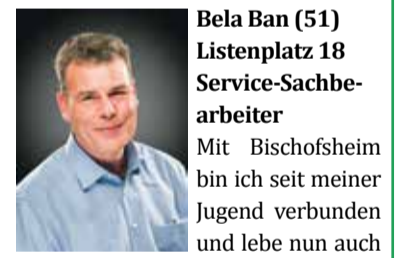 Bela Ban (51)
Listenplatz 18
Service-Sachbe-
arbeiter
Mit Bischofsheim
bin ich seit meiner
Jugend verbunden
und lebe nun auch